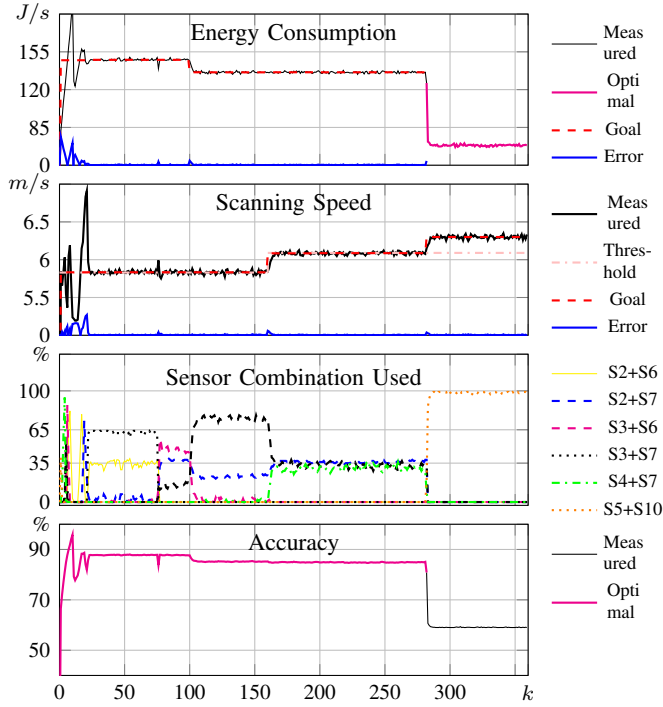 J/s
Energy Consumption
155
120
85
0
Meas
ured
Opti
mal
Goal
Error
m/s
Scanning Speed
6.5
6
5.5
0
Meas
ured
Thres-
hold
Goal
Error
%
Sensor Combination Used
100
65
35
0
S2+S6
S2+S7
S3+S6
S3+S7
S4+S7
S5+S10
%
Accuracy
90
80
70
60
50
0
50
100
150
200
250
300
k
Meas
ured
Opti
mal